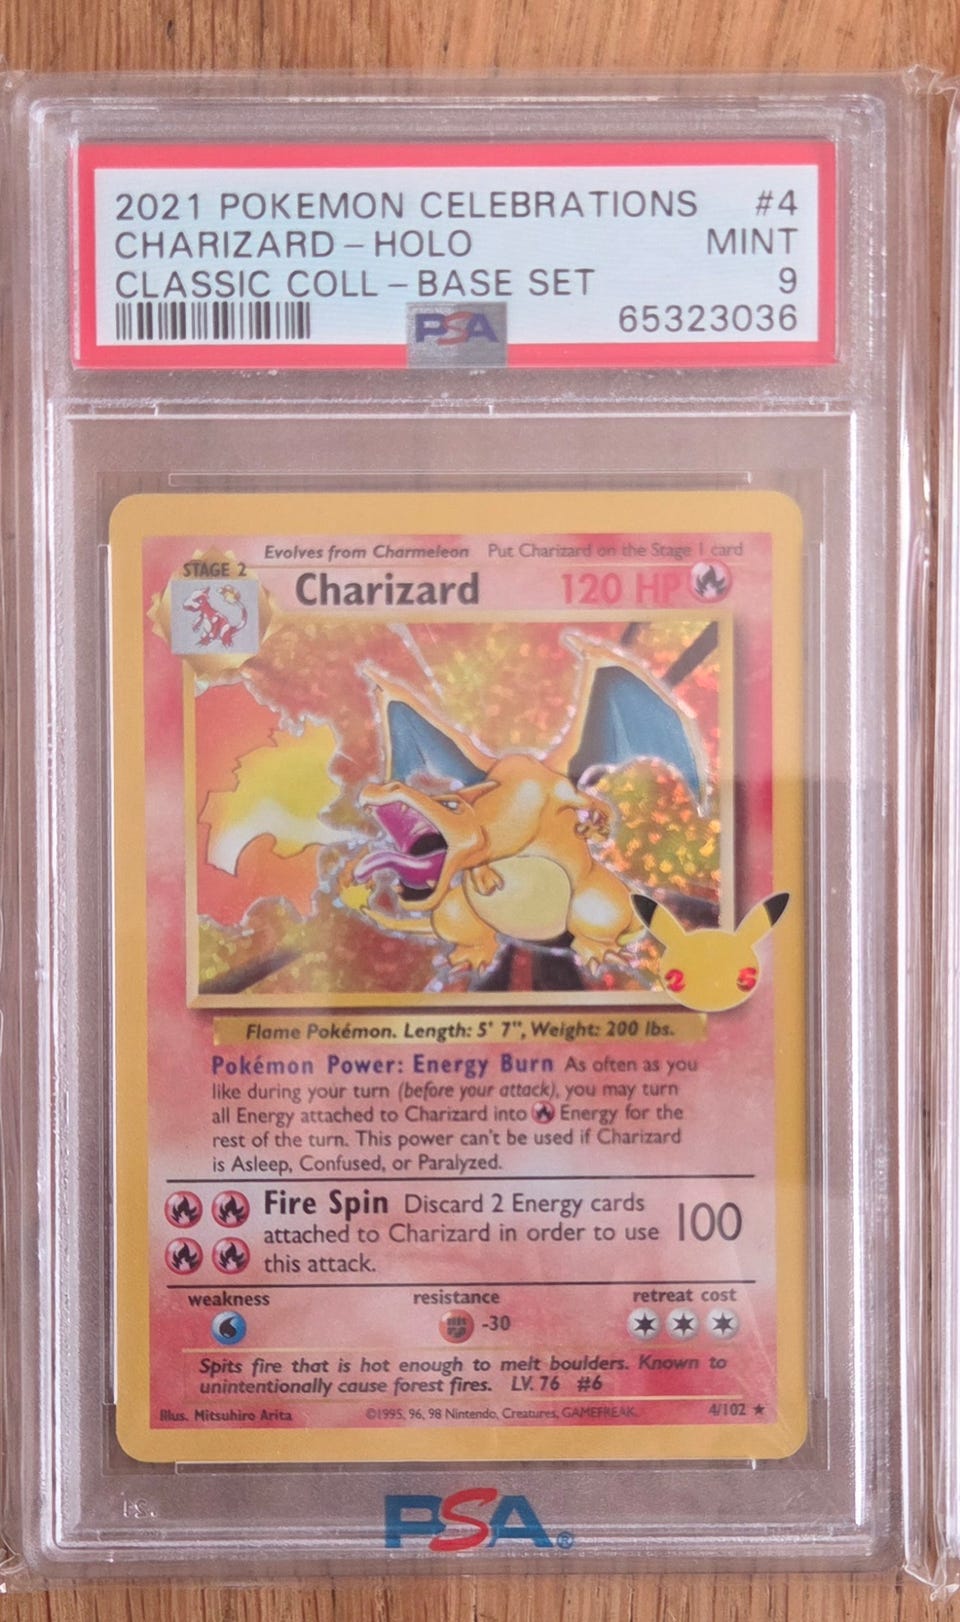 2021 POKEMON CELEBRATIONS #4
CHARIZARD – HOLO MINT
CLASSIC COLL – BASE SET 9
PSA 65323036
Evolves from Charmeleon Put Charizard on the Stage 1 card
STAGE 2
Charizard 120 HP
2 5
Flame Pokémon. Length: 5' 7", Weight: 200 lbs.
Pokémon Power: Energy Burn As often as you
like during your turn (before your attack), you may turn
all Energy attached to Charizard into Energy for the
rest of the turn. This power can't be used if Charizard
is Asleep, Confused, or Paralyzed.
Fire Spin Discard 2 Energy cards
attached to Charizard in order to use 100
this attack.
weakness resistance retreat cost
-30
Spits fire that is hot enough to melt boulders. Known to
unintentionally cause forest fires. LV. 76 #6
Illus. Mitsuhiro Arita ©1995, 96, 98 Nintendo, Creatures, GAMEFREAK. 4/102 ★
PSA®